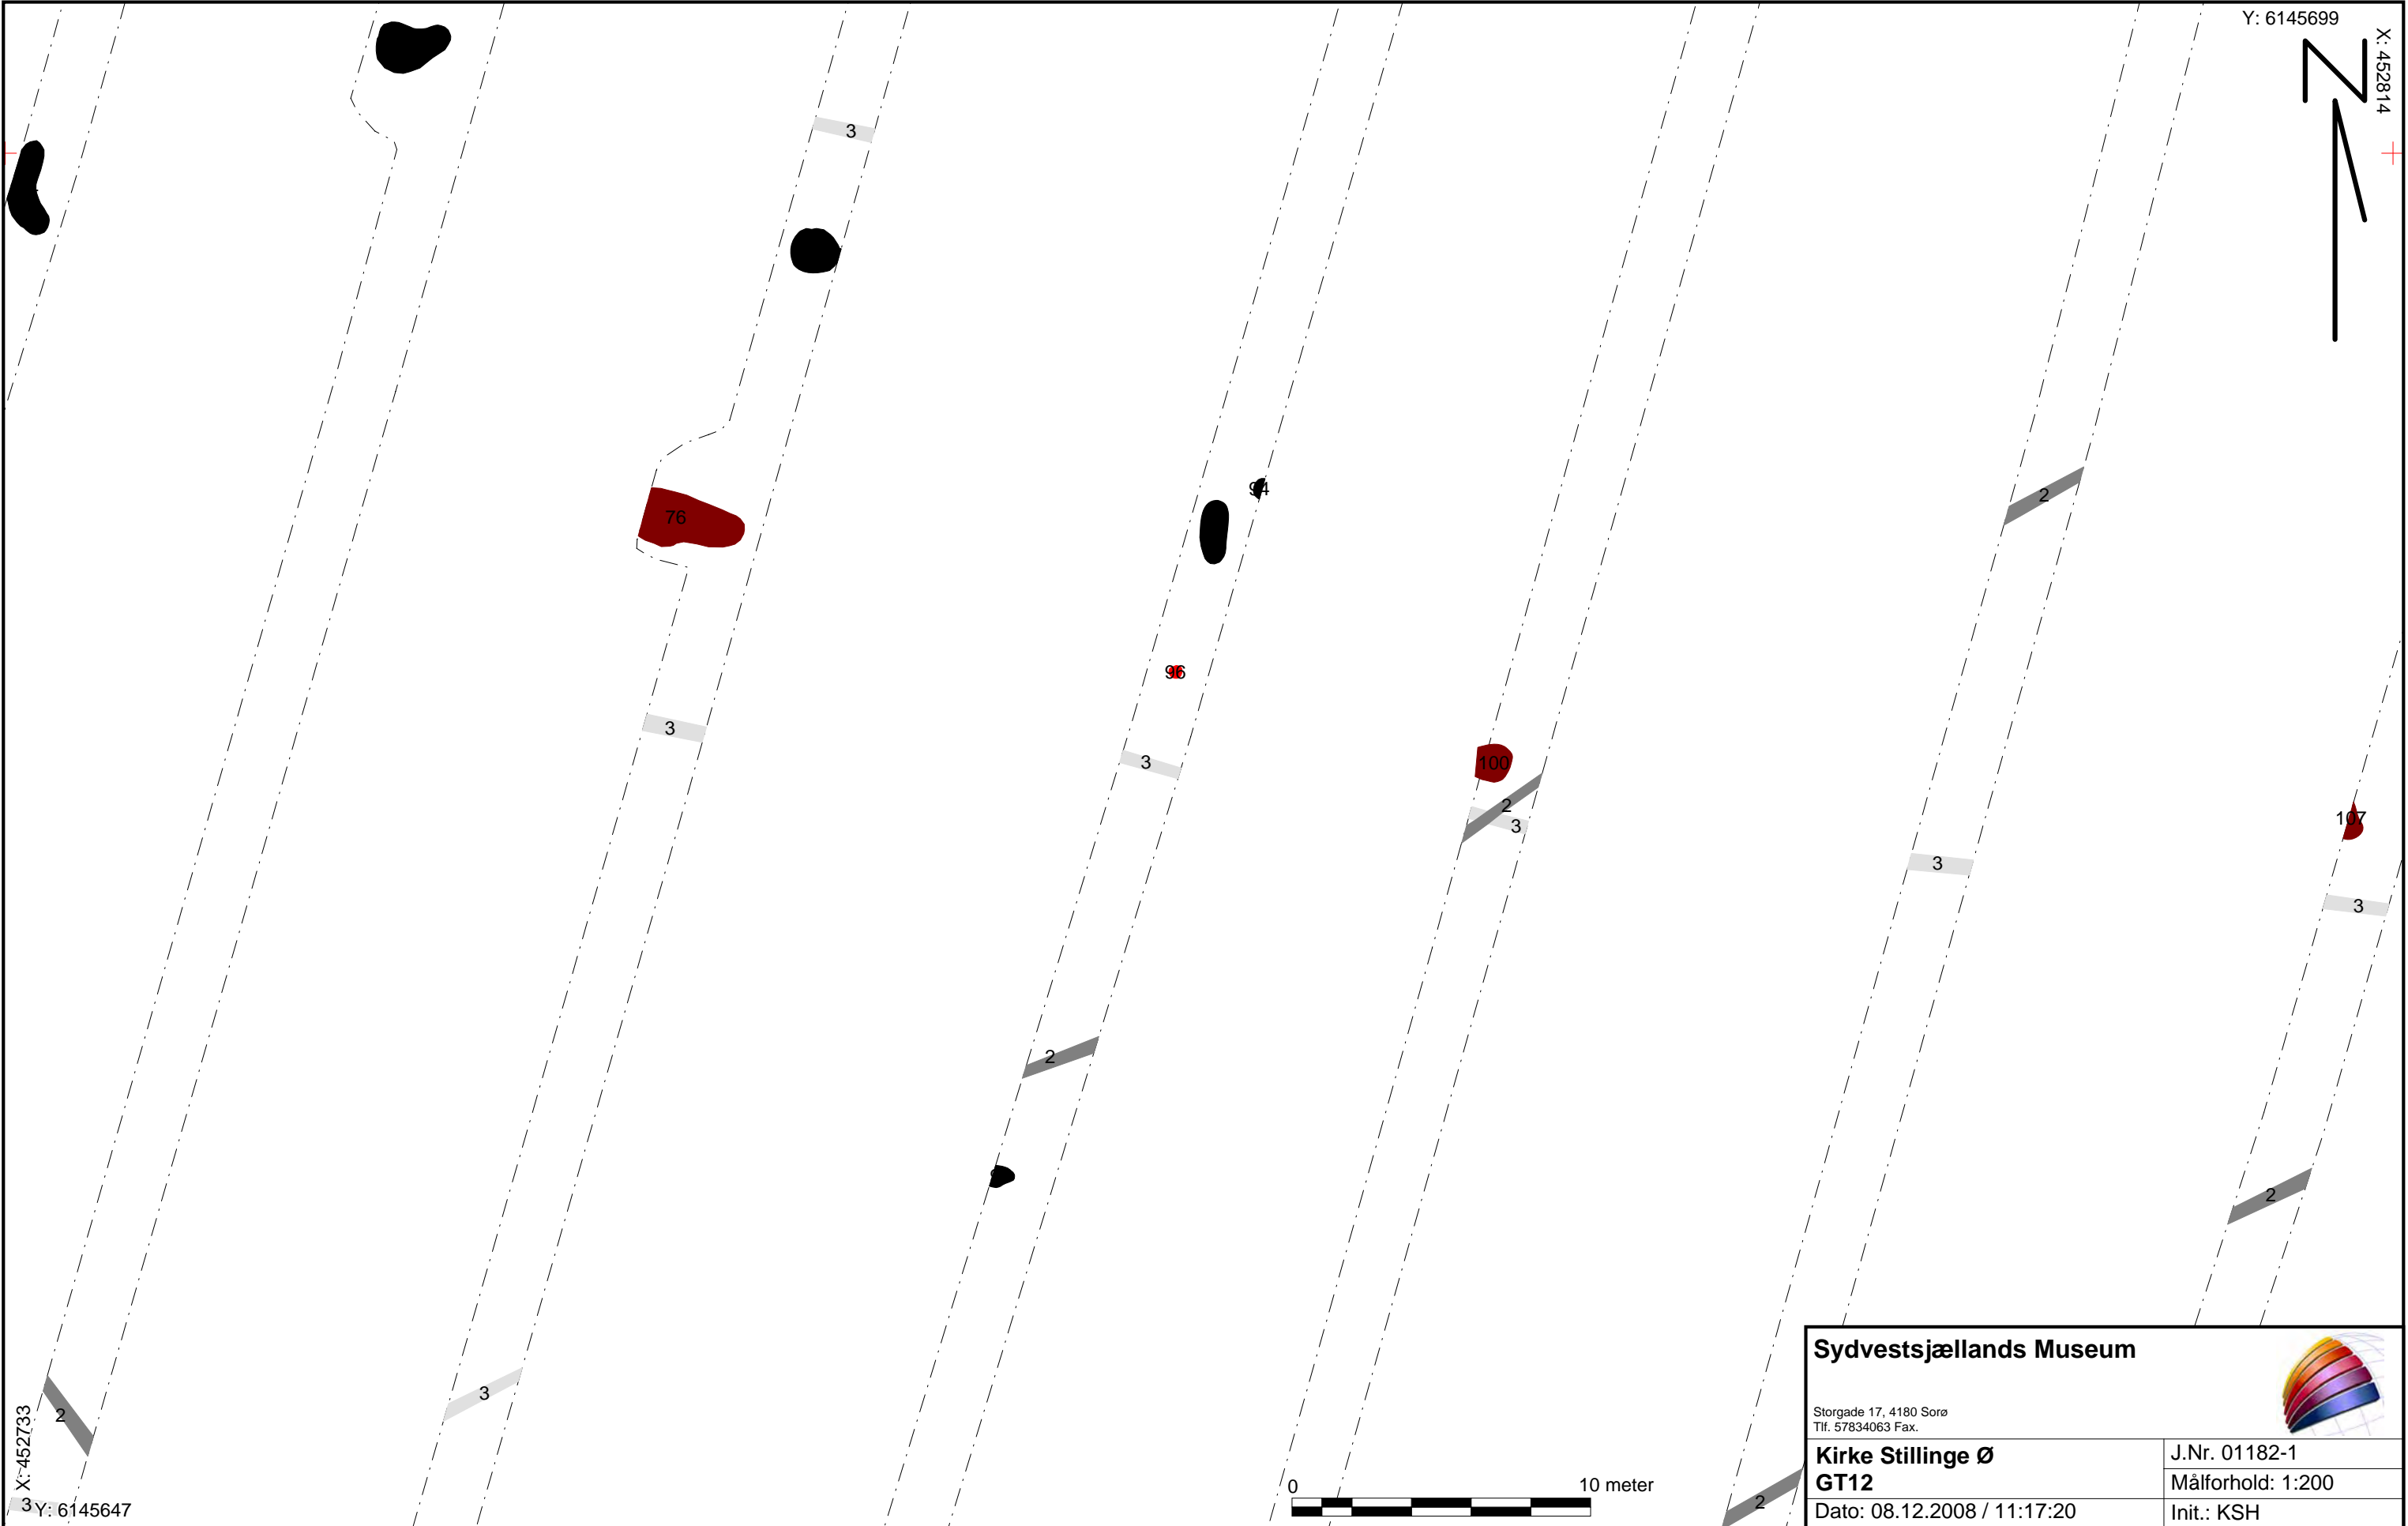 Y: 6145699
X: 452814
3
94
76
2
96
3
3
100
2
3
107
3
3
2
2
3
2
X: 452733
3
Y: 6145647
0 10 meter
2
Sydvestsjællands Museum
Storgade 17, 4180 Sorø
Tlf. 57834063 Fax.
Kirke Stillinge Ø
GT12
J.Nr. 01182-1
Målforhold: 1:200
Dato: 08.12.2008 / 11:17:20
Init.: KSH